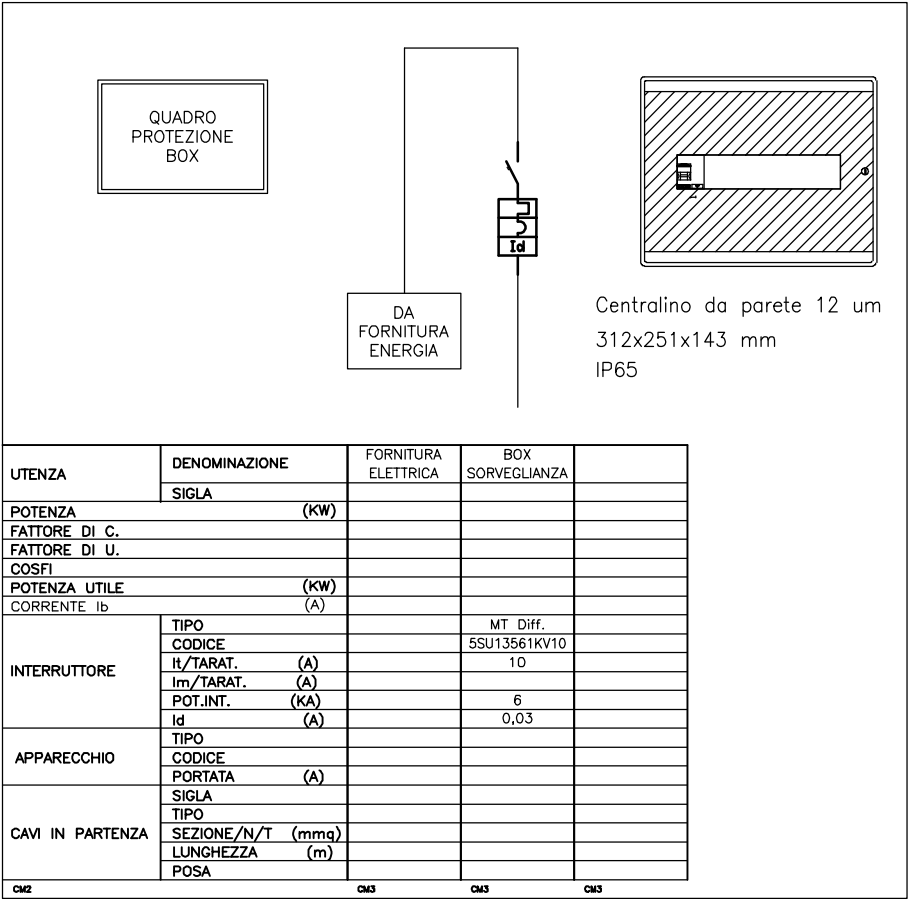 QUADRO
PROTEZIONE
BOX
Id
DA
FORNITURA
ENERGIA
Centralino da parete 12 um
312x251x143 mm
IP65
UTENZA DENOMINAZIONE FORNITURA ELETTRICA BOX SORVEGLIANZA
SIGLA
POTENZA (KW)
FATTORE DI C.
FATTORE DI U.
COSFI
POTENZA UTILE (KW)
CORRENTE Ib (A)
INTERRUTTORE
TIPO MT Diff.
CODICE 5SU13561KV10
It/TARAT. (A) 10
Im/TARAT. (A)
POT.INT. (KA) 6
Id (A) 0,03
APPARECCHIO
TIPO
CODICE
PORTATA (A)
CAVI IN PARTENZA
SIGLA
TIPO
SEZIONE/N/T (mmq)
LUNGHEZZA (m)
POSA
CM2 CM3 CM3 CM3